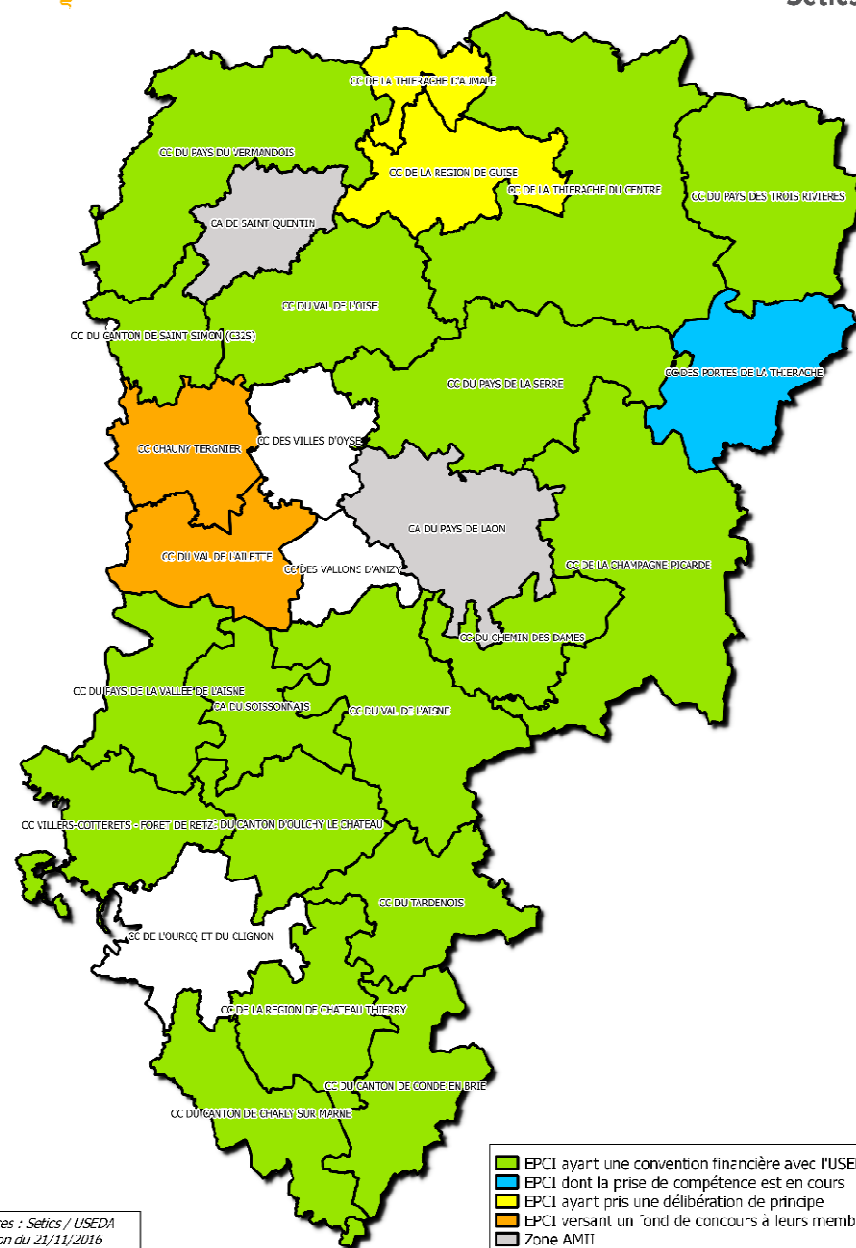 Setics
CC DE LA THIERACHE D'AUMALE
CC DU PAYS DU VERMANDOIS
CC DE LA REGION DE GUISE
CC DE LA THIERACHE DU CENTRE
CC DU PAYS DES TROIS RIVIERES
CA DE SAINT QUENTIN
CC DU VAL DE L'OISE
CC DU CANTON DE SAINT SIMON (C32S)
CC DES PORTES DE LA THIERACHE
CC DU PAYS DE LA SERRE
CC DES VILLES D'OYSE
CC CHAUNY TERGNIER
CA DU PAYS DE LAON
CC DU VAL DE L'AILETTE
CC DES VALLONS D'ANIZY
CC DE LA CHAMPAGNE PICARDE
CC DU CHEMIN DES DAMES
CC DU PAYS DE LA VALLEE DE L'AISNE
CA DU SOISSONNAIS
CC DU VAL DE L'AISNE
CC VILLERS-COTTERETS - FORET DE RETZ
DU CANTON D'OULCHY LE CHATEAU
CC DU TARDENOIS
CC DE L'OURCQ ET DU CLIGNON
CC DE LA REGION DE CHATEAU THIERRY
CC DU CANTON DE CONDE EN BRIE
CC DU CANTON DE CHARLY SUR MARNE
EPCI ayant une convention financière avec l'USE
EPCI dont la prise de compétence est en cours
EPCI ayant pris une délibération de principe
EPCI versant un fond de concours à leurs memb
Zone AMII
res : Setics / USEDA
on du 21/11/2016